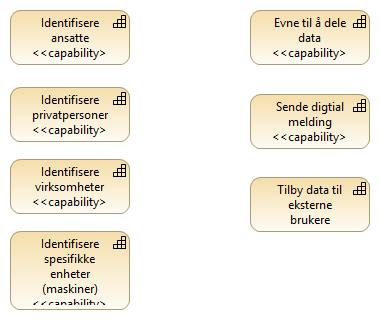 Identifisere
ansatte
<<capability>
Identifisere
privatpersoner
<<capability>
Identifisere
virksomheter
<<capability>
Identifisere
spesifikke
enheter
(maskiner)
<<capability>
Evne til å dele
data
<<capability>
Sende digtial
melding
<<capability>
Tilby data til
eksterne
brukere